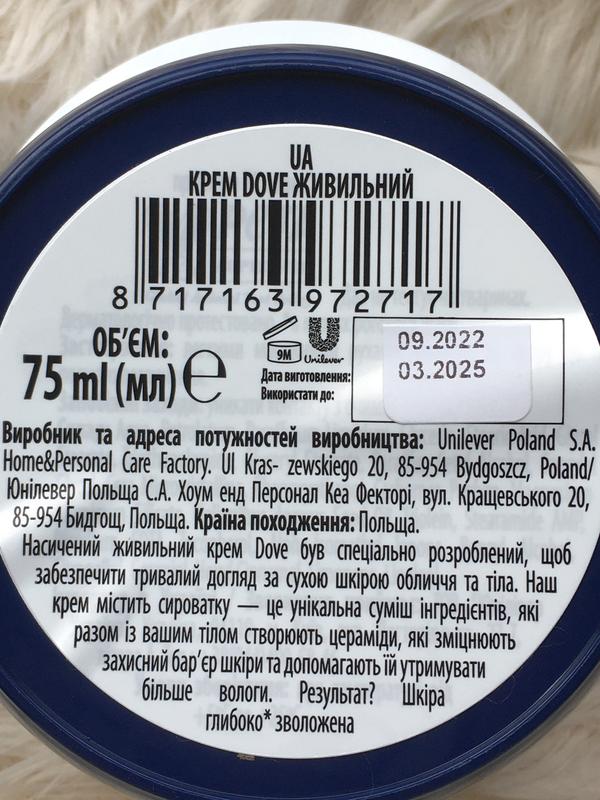 UA
КРЕМ DOVE ЖИВИЛЬНИЙ
8 717163 972717
ОБ'ЄМ:
75 ml (мл) ℮
9M
Unilever
Дата виготовлення:
Використати до:
09.2022
03.2025
Виробник та адреса потужностей виробництва: Unilever Poland S.A.
Home&Personal Care Factory. Ul Kras- zewskiego 20, 85-954 Bydgoszcz, Poland/
Юнілевер Польща С.А. Хоум енд Персонал Кеа Фекторі, вул. Кращевського 20,
85-954 Бидгощ, Польща. Країна походження: Польща.
Насичений живильний крем Dove був спеціально розроблений, щоб
забезпечити тривалий догляд за сухою шкірою обличчя та тіла. Наш
крем містить сироватку — це унікальна суміш інгредієнтів, які
разом із вашим тілом створюють цераміди, які зміцнюють
захисний бар'єр шкіри та допомагають їй утримувати
більше вологи. Результат? Шкіра
глибоко* зволожена